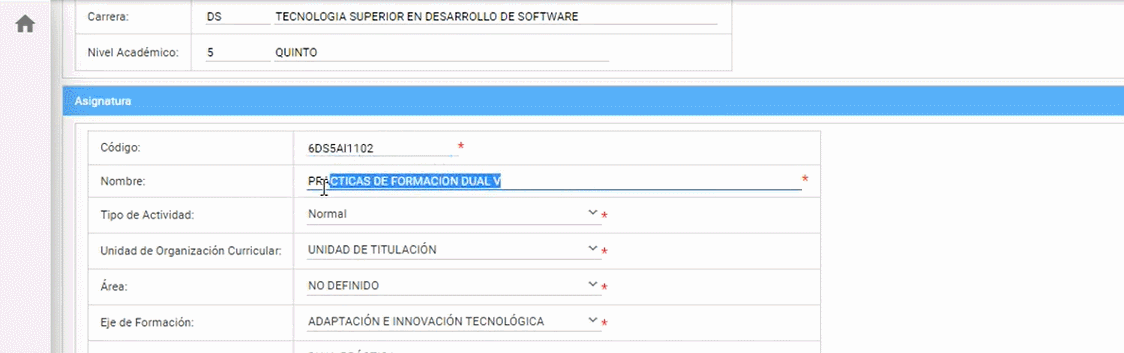 Carrera: DS TECNOLOGIA SUPERIOR EN DESARROLLO DE SOFTWARE
Nivel Académico: 5 QUINTO
Asignatura
Código: 6DS5AI1102 *
Nombre: PRACTICAS DE FORMACION DUAL V *
Tipo de Actividad: Normal *
Unidad de Organización Curricular: UNIDAD DE TITULACIÓN *
Área: NO DEFINIDO *
Eje de Formación: ADAPTACIÓN E INNOVACIÓN TECNOLÓGICA *